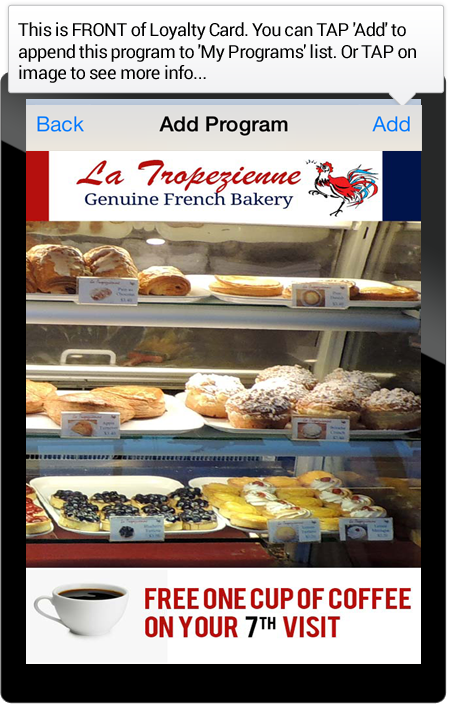 This is FRONT of Loyalty Card. You can TAP 'Add' to
append this program to 'My Programs' list. Or TAP on
image to see more info...
Back Add Program Add
La Tropezienne
Genuine French Bakery
FREE ONE CUP OF COFFEE
ON YOUR 7TH VISIT